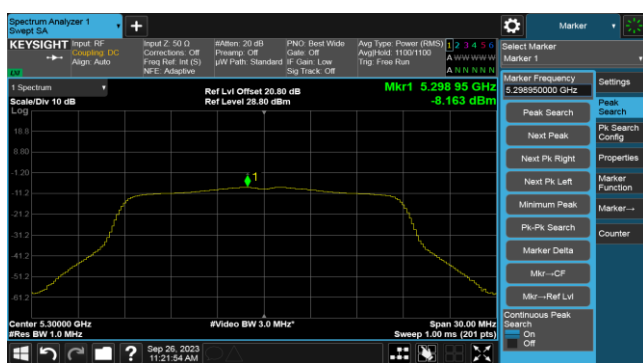 Spectrum Analyzer 1
Swept SA
Marker
KEYSIGHT
Input: RF
Coupling: DC
Align: Auto
Input Z: 50 Ω
Corrections: Off
Freq Ref: Int (S)
NFE: Adaptive
#Atten: 20 dB
Preamp: Off
µW Path: Standard
PNO: Best Wide
Gate: Off
IF Gain: Low
Sig Track: Off
Avg Type: Power (RMS)
Avg|Hold: 1100/1100
Trig: Free Run
1 2 3 4 5 6
A W W W W W
A N N N N N
Select Marker
Marker 1
1 Spectrum
Scale/Div 10 dB
Log
Ref Lvl Offset 20.80 dB
Ref Level 28.80 dBm
Mkr1 5.298 95 GHz
-8.163 dBm
18.8
8.80
-1.20
-11.2
-21.2
-31.2
-41.2
-51.2
-61.2
1
Center 5.30000 GHz
#Res BW 1.0 MHz
#Video BW 3.0 MHz*
Span 30.00 MHz
Sweep 1.00 ms (201 pts)
Marker Frequency
5.298950000 GHz
Peak Search
Next Peak
Next Pk Right
Next Pk Left
Minimum Peak
Pk-Pk Search
Marker Delta
Mkr→CF
Mkr→Ref Lvl
Continuous Peak
Search
On
Off
Settings
Peak
Search
Pk Search
Config
Properties
Marker
Function
Marker→
Counter
?
Sep 26, 2023
11:21:54 AM